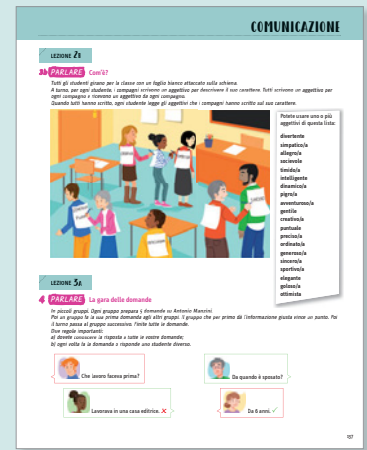 COMUNICAZIONE
LEZIONE 2B
3b PARLARE Com'è?
Tutti gli studenti girano per la classe con un foglio bianco attaccato sulla schiena.
A turno, per ogni studente, i compagni scrivono un aggettivo per descrivere il suo carattere. Tutti scrivono un aggettivo per
ogni compagno e ricevono un aggettivo da ogni compagno.
Quando tutti hanno scritto, ogni studente legge gli aggettivi che i compagni hanno scritto sul suo carattere.
Potete usare uno o più
aggettivi di questa lista:
divertente
simpatico/a
allegro/a
socievole
timido/a
intelligente
dinamico/a
pigro/a
avventuroso/a
gentile
creativo/a
puntuale
preciso/a
ordinato/a
generoso/a
sincero/a
sportivo/a
elegante
goloso/a
ottimista
LEZIONE 5A
4 PARLARE La gara delle domande
In piccoli gruppi. Ogni gruppo prepara 4 domande su Antonio Manzini.
Poi un gruppo fa la sua prima domanda agli altri gruppi. Il gruppo che per primo dà l'informazione giusta vince un punto. Poi
il turno passa al gruppo successivo. Finite tutte le domande.
Due regole importanti:
a) dovete conoscere la risposta a tutte le vostre domande;
b) ogni volta fa la domanda o risponde uno studente diverso.
Che lavoro faceva prima?
Da quando è sposato?
Lavorava in una casa editrice. ✗
Da 6 anni. ✓